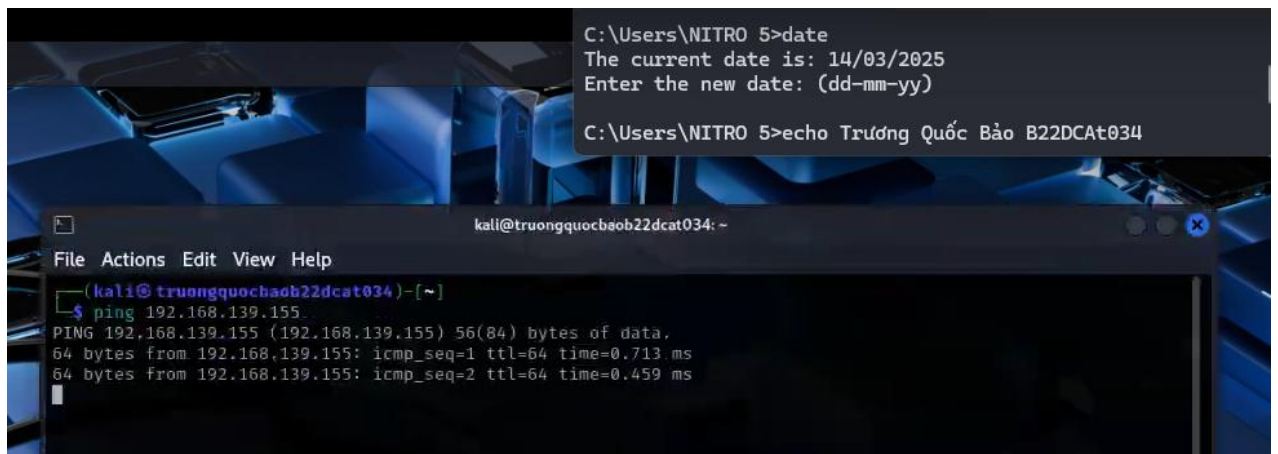 C:\Users\NITRO 5>date
The current date is: 14/03/2025
Enter the new date: (dd-mm-yy)
C:\Users\NITRO 5>echo Trương Quốc Bảo B22DCAt034
kali@truongquocbaob22dcat034: ~
File Actions Edit View Help
┌──(kali㉿truongquocbaob22dcat034)-[~]
└─$ ping 192.168.139.155
PING 192.168.139.155 (192.168.139.155) 56(84) bytes of data.
64 bytes from 192.168.139.155: icmp_seq=1 ttl=64 time=0.713 ms
64 bytes from 192.168.139.155: icmp_seq=2 ttl=64 time=0.459 ms